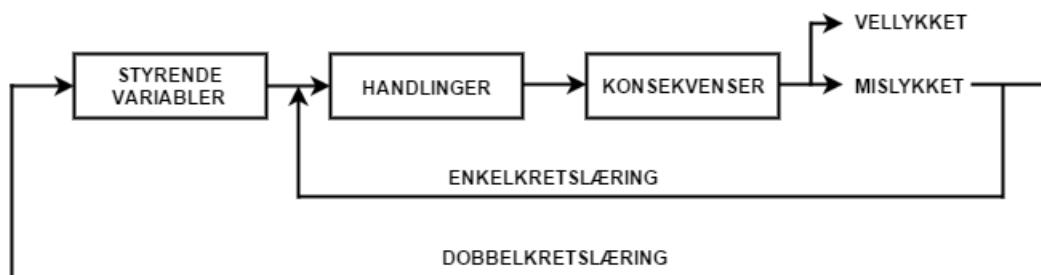 VELLYKKET
STYRENDE
VARIABLER
HANDLINGER
KONSEKVENSER
MISLYKKET
ENKELKRETSLÆRING
DOBBELKRETSLÆRING